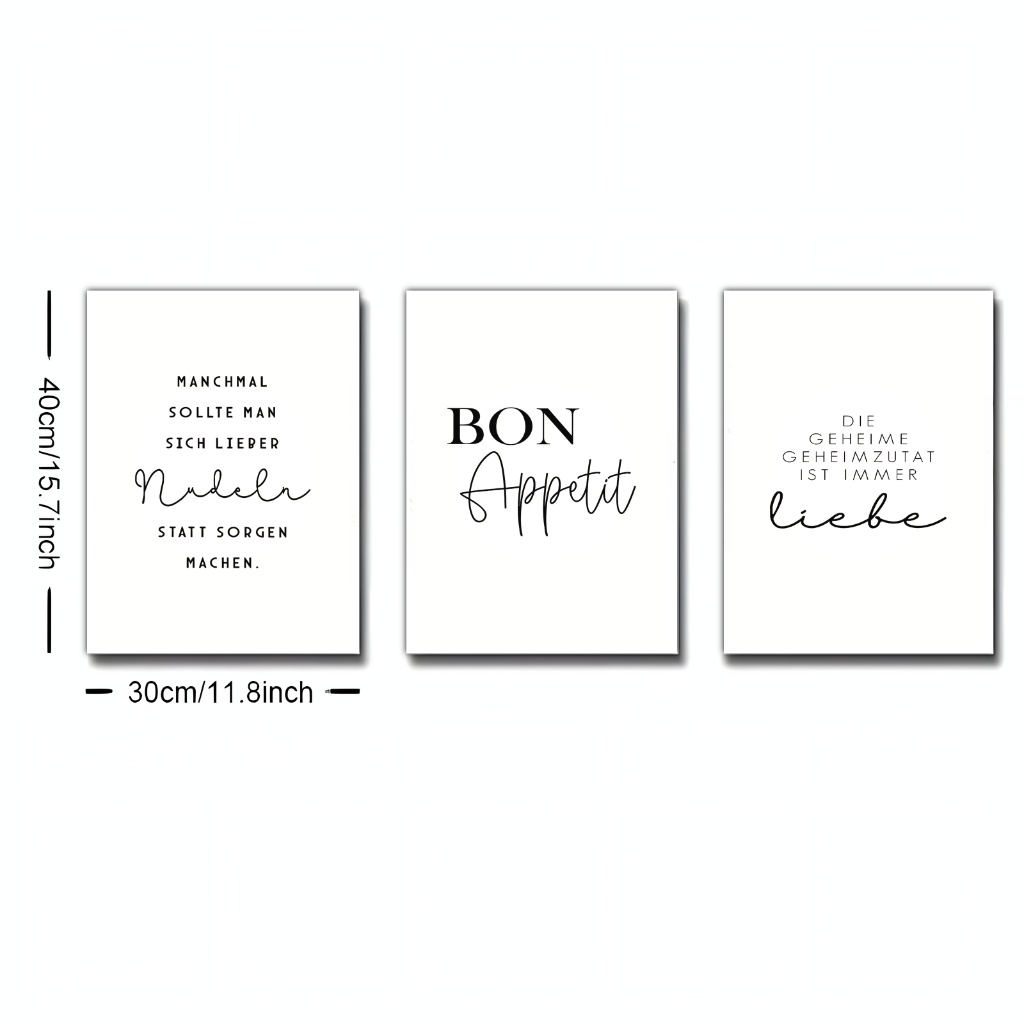 40cm/15.7inch
MANCHMAL
SOLLTE MAN
SICH LIEBER
Nudeln
STATT SORGEN
MACHEN.
30cm/11.8inch
BON
Appetit
DIE
GEHEIME
GEHEIMZUTAT
IST IMMER
liebe